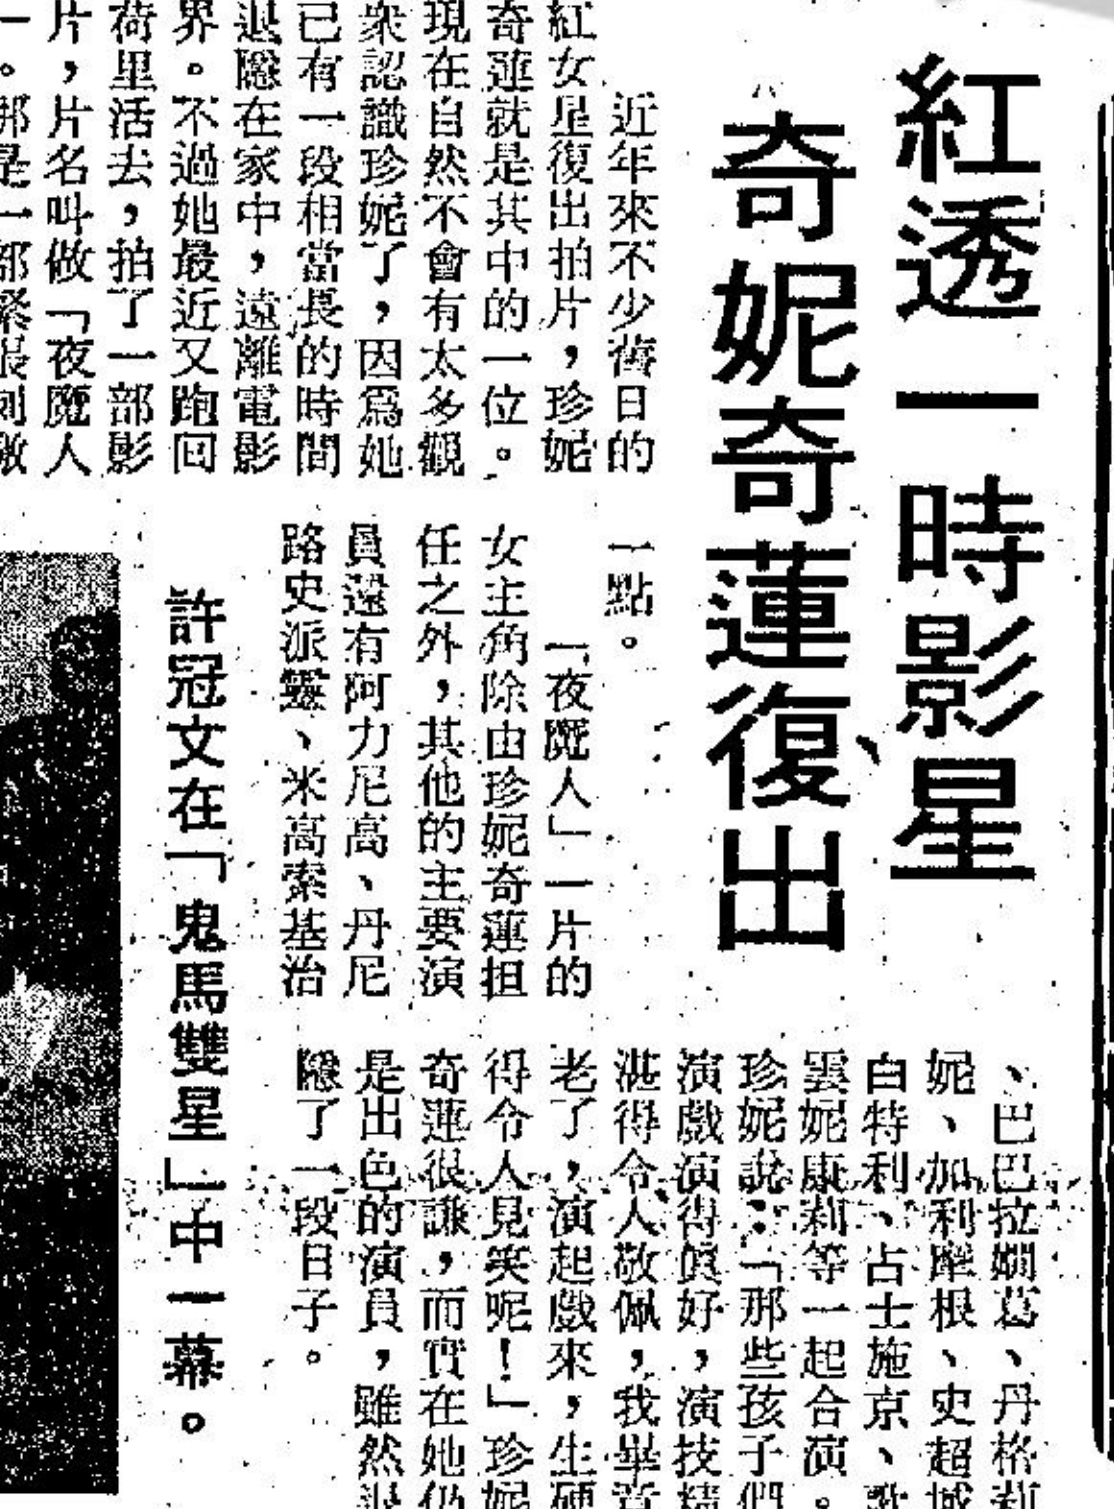 紅透一時影星
奇妮奇蓮復出
近年來不少舊日的
紅女星復出拍片，珍妮
奇蓮就是其中的一位。
現在自然不會有太多觀
衆認識珍妮了，因爲她
已有一段相當長的時間
退隱在家中，遠離電影
界。不過她最近又跑囘
荷里活去，拍了一部影
片，片名叫做「夜魔人
一點。
「夜魔人」一片的
女主角除由珍妮奇蓮担
任之外，其他的主要演
員還有阿力尼高、丹尼
路史派靈、米高索基治
、巴巴拉嫻葛、丹格莉
妮、加利摩根、史超域
白特利、占士施京、歌
雲妮康莉等一起合演。
珍妮說：「那些孩子們
演戲演得眞好，演技精
湛得令人敬佩，我畢竟
老了，演起戲來，生硬
得令人見笑呢！」珍妮
奇蓮很謙，而實在她仍
是出色的演員，雖然退
隱了一段日子。
許冠文在「鬼馬雙星」中一幕。